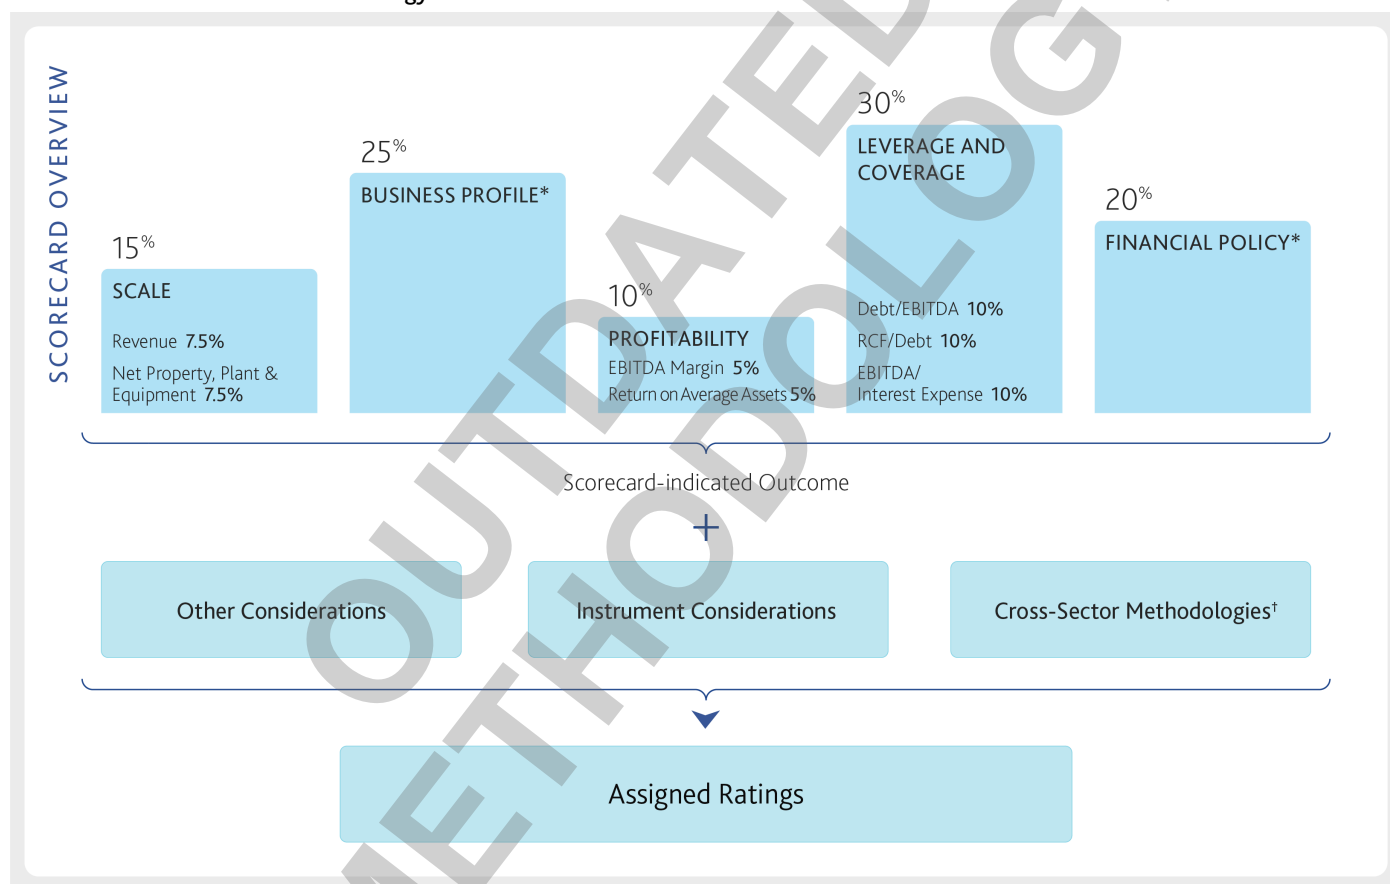 SCORECARD OVERVIEW
15%
SCALE
Revenue 7.5%
Net Property, Plant &
Equipment 7.5%
25%
BUSINESS PROFILE*
10%
PROFITABILITY
EBITDA Margin 5%
Return on Average Assets 5%
30%
LEVERAGE AND
COVERAGE
Debt/EBITDA 10%
RCF/Debt 10%
EBITDA/
Interest Expense 10%
20%
FINANCIAL POLICY*
Scorecard-indicated Outcome
+
Other Considerations
Instrument Considerations
Cross-Sector Methodologies†
Assigned Ratings
OUTDATED
METHODOLOG